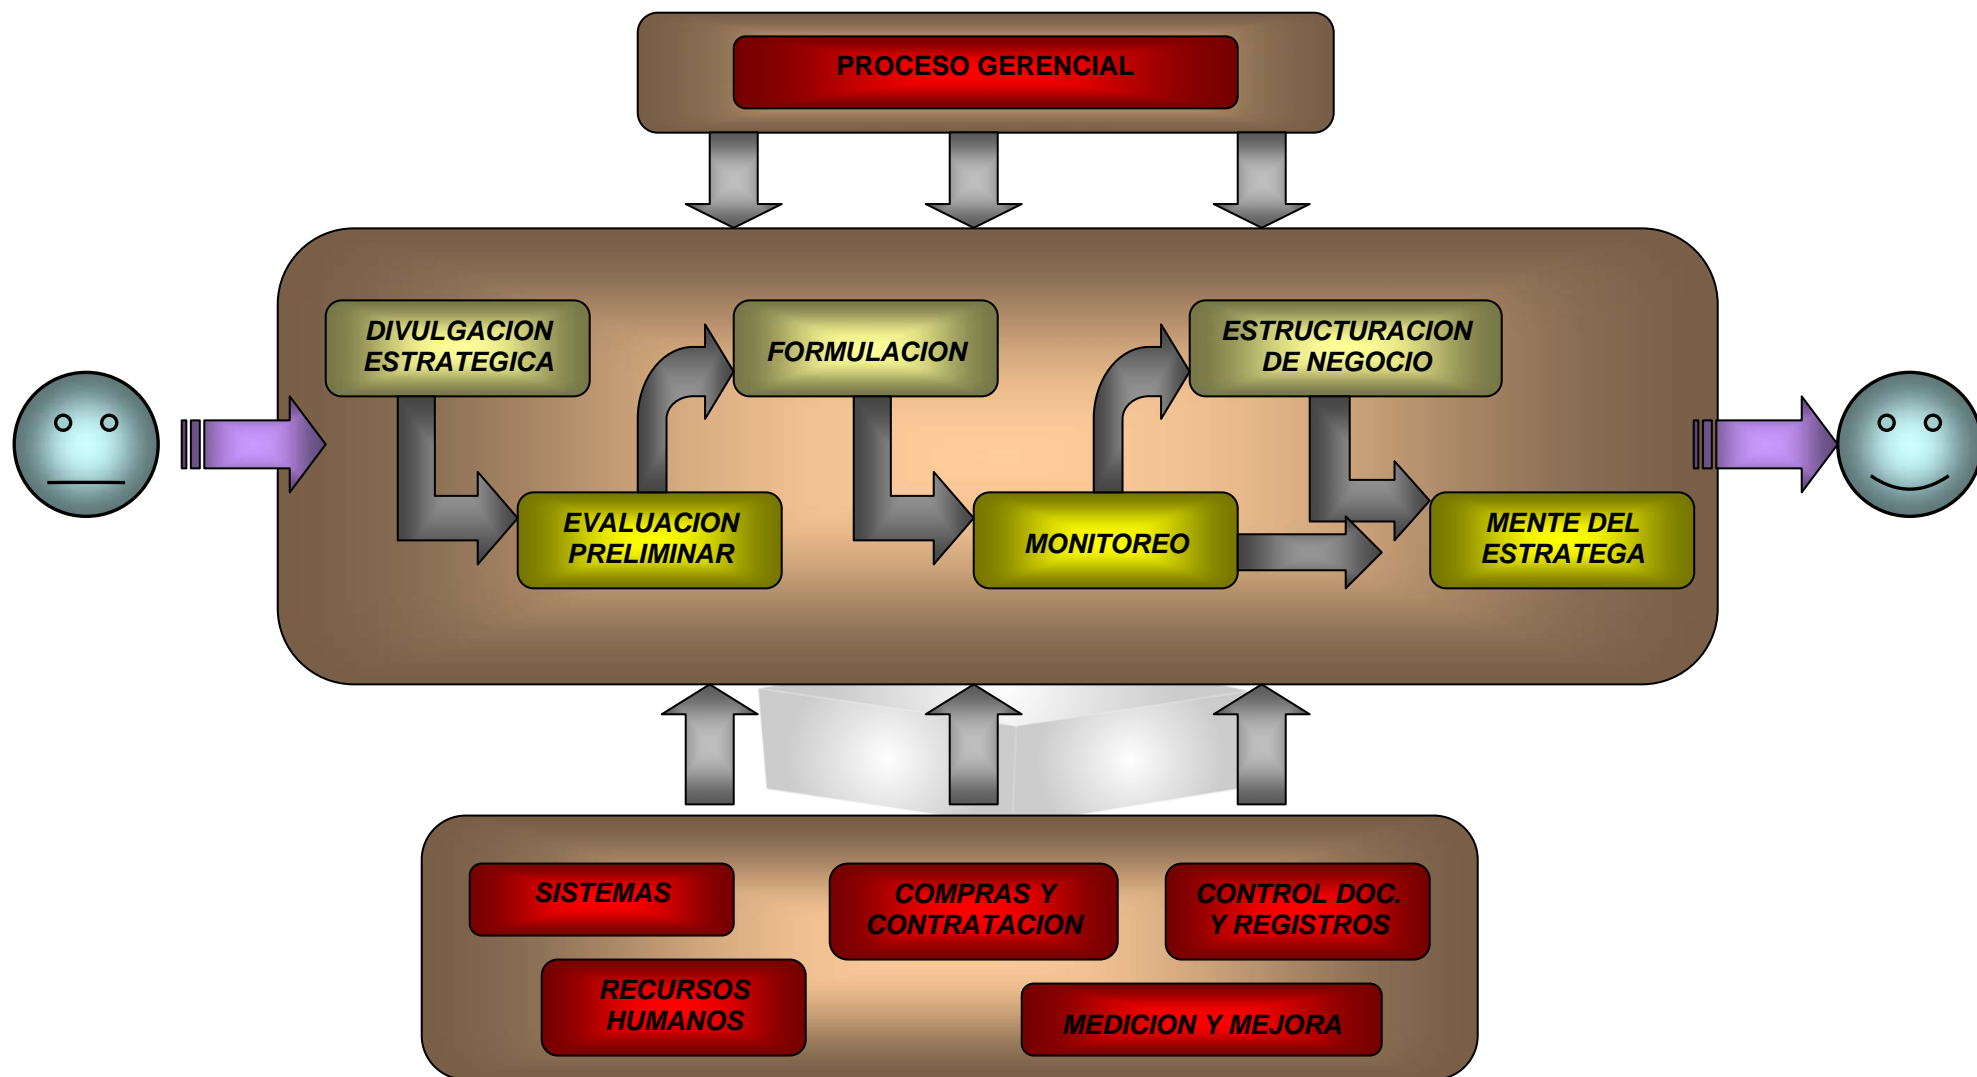 PROCESO GERENCIAL
DIVULGACION
ESTRATEGICA
FORMULACION
ESTRUCTURACION
DE NEGOCIO
EVALUACION
PRELIMINAR
MONITOREO
MENTE DEL
ESTRATEGA
SISTEMAS
COMPRAS Y
CONTRATACION
CONTROL DOC.
Y REGISTROS
RECURSOS
HUMANOS
MEDICION Y MEJORA